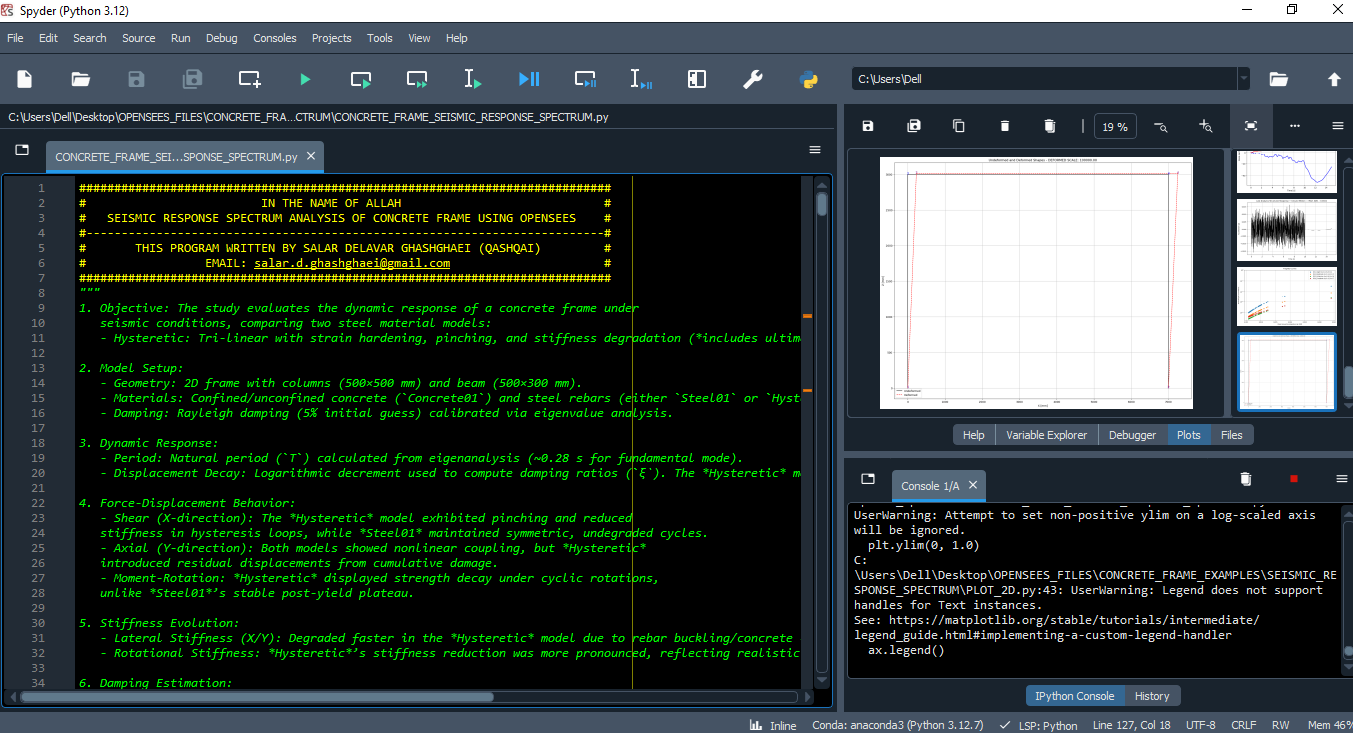 Spyder (Python 3.12)
File Edit Search Source Run Debug Consoles Projects Tools View Help
C:\Users\Dell
C:\Users\Dell\Desktop\OPENSEES_FILES\CONCRETE_FRA...CTRUM\CONCRETE_FRAME_SEISMIC_RESPONSE_SPECTRUM.py
CONCRETE_FRAME_SEI...SPONSE_SPECTRUM.py
1 ############################################################################
2 # IN THE NAME OF ALLAH #
3 # SEISMIC RESPONSE SPECTRUM ANALYSIS OF CONCRETE FRAME USING OPENSEES #
4 #--------------------------------------------------------------------------#
5 # THIS PROGRAM WRITTEN BY SALAR DELAVAR GHASHGHAEI (QASHQAI) #
6 # EMAIL: salar.d.ghashghaei@gmail.com #
7 ############################################################################
8 """
9 1. Objective: The study evaluates the dynamic response of a concrete frame under
10 seismic conditions, comparing two steel material models:
11 - Hysteretic: Tri-linear with strain hardening, pinching, and stiffness degradation (*includes ultim
12
13 2. Model Setup:
14 - Geometry: 2D frame with columns (500×500 mm) and beam (500×300 mm).
15 - Materials: Confined/unconfined concrete (`Concrete01`) and steel rebars (either `Steel01` or `Hyst
16 - Damping: Rayleigh damping (5% initial guess) calibrated via eigenvalue analysis.
17
18 3. Dynamic Response:
19 - Period: Natural period (`T`) calculated from eigenanalysis (~0.28 s for fundamental mode).
20 - Displacement Decay: Logarithmic decrement used to compute damping ratios (`ξ`). The *Hysteretic* m
21
22 4. Force-Displacement Behavior:
23 - Shear (X-direction): The *Hysteretic* model exhibited pinching and reduced
24 stiffness in hysteresis loops, while *Steel01* maintained symmetric, undegraded cycles.
25 - Axial (Y-direction): Both models showed nonlinear coupling, but *Hysteretic*
26 introduced residual displacements from cumulative damage.
27 - Moment-Rotation: *Hysteretic* displayed strength decay under cyclic rotations,
28 unlike *Steel01*’s stable post-yield plateau.
29
30 5. Stiffness Evolution:
31 - Lateral Stiffness (X/Y): Degraded faster in the *Hysteretic* model due to rebar buckling/concrete
32 - Rotational Stiffness: *Hysteretic*’s stiffness reduction was more pronounced, reflecting realistic
33
34 6. Damping Estimation:
19 %
Undeformed and Deformed Shapes
Help Variable Explorer Debugger Plots Files
Console 1/A
UserWarning: Attempt to set non-positive ylim on a log-scaled axis
will be ignored.
plt.ylim(0, 1.0)
C:
\Users\Dell\Desktop\OPENSEES_FILES\CONCRETE_FRAME_EXAMPLES\SEISMIC_RE
SPONSE_SPECTRUM\PLOT_2D.py:43: UserWarning: Legend does not support
handles for Text instances.
See: https://matplotlib.org/stable/tutorials/intermediate/
legend_guide.html#implementing-a-custom-legend-handler
ax.legend()
IPython Console History
Inline Conda: anaconda3 (Python 3.12.7) LSP: Python Line 127, Col 18 UTF-8 CRLF RW Mem 46%